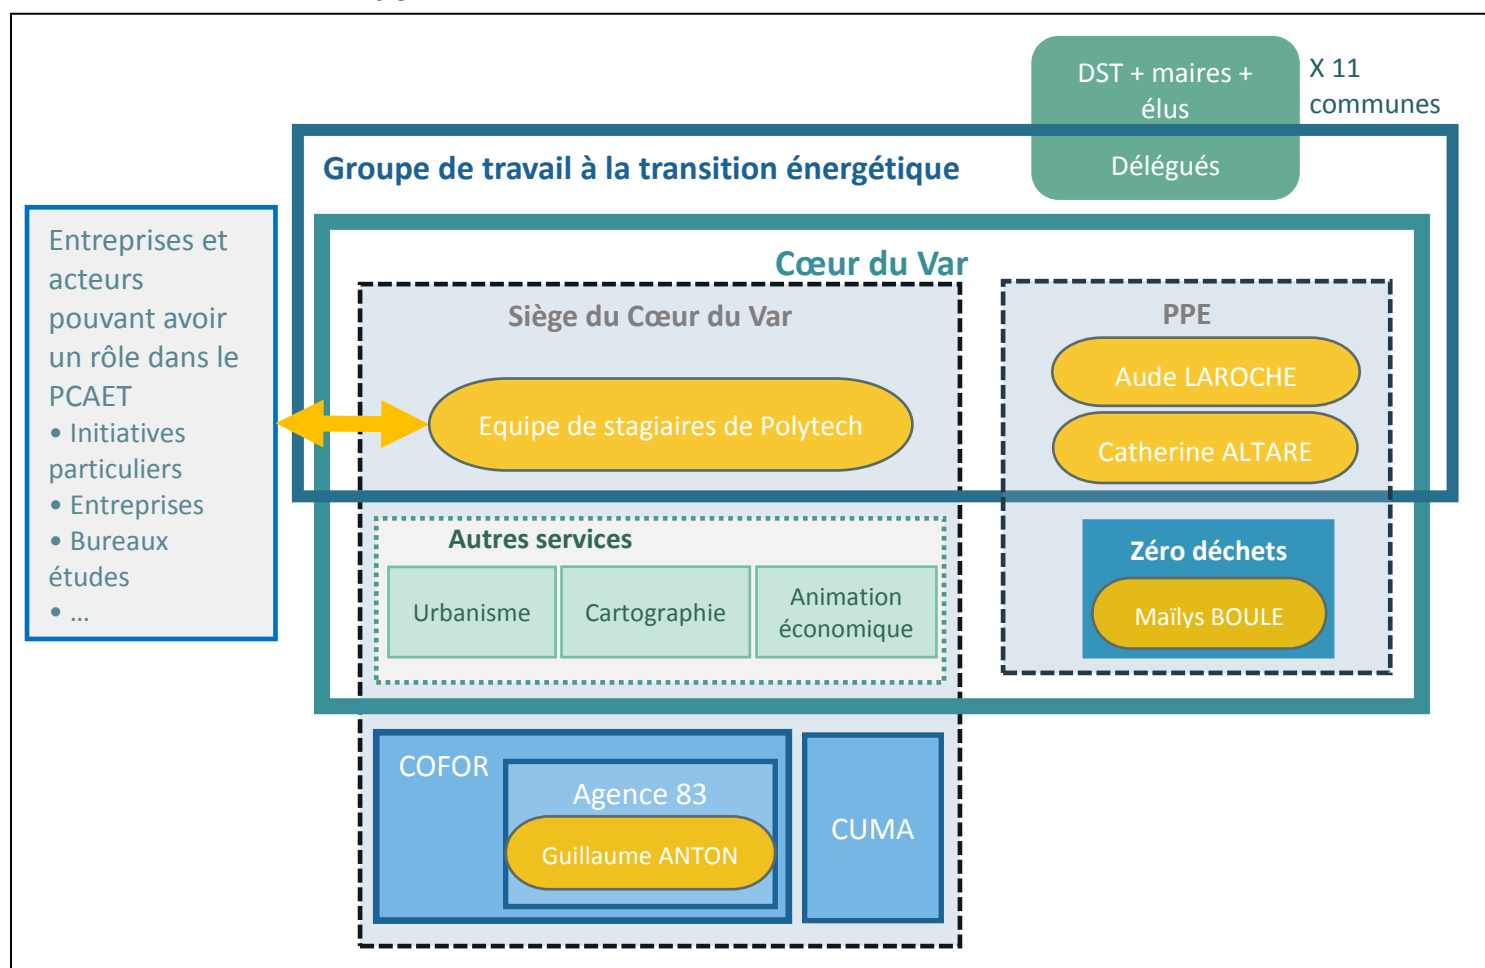 DST + maires +
élus
Délégués
X 11
communes
Groupe de travail à la transition énergétique
Entreprises et
acteurs
pouvant avoir
un rôle dans le
PCAET
• Initiatives
particuliers
• Entreprises
• Bureaux
études
• ...
Cœur du Var
Siège du Cœur du Var
Equipe de stagiaires de Polytech
PPE
Aude LAROCHE
Catherine ALTARE
Autres services
Urbanisme
Cartographie
Animation
économique
Zéro déchets
Maïlys BOULE
COFOR
Agence 83
Guillaume ANTON
CUMA